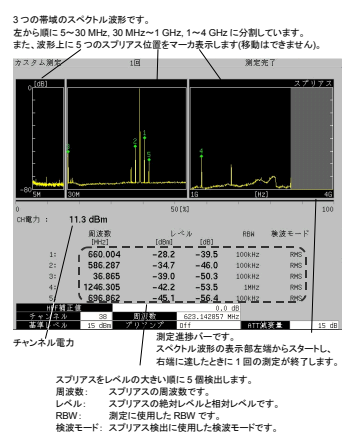 3 つの帯域のスペクトル波形です。
左から順に 5～30 MHz, 30 MHz～1 GHz, 1～4 GHz に分割しています。
また、波形上に 5 つのスプリアス位置をマーカ表示します(移動はできません)。
カスタム測定 1回 測定完了
[dB] スプリアス
0
-80
5M 30M 1G [Hz] 4G
0 50[%] 100
CH電力： 11.3 dBm
周波数 レベル RBW 検波モード
[MHz] [dBm] [dB]
1: 660.004 -28.2 -39.5 100kHz RMS
2: 586.287 -34.7 -46.0 100kHz RMS
3: 36.865 -39.0 -50.3 100kHz RMS
4: 1246.305 -42.2 -53.5 1MHz RMS
5: 696.862 -45.1 -56.4 100kHz RMS
補正値 0.0 dB
チャンネル 38 周波数 623.142857 MHz
基準レベル 15 dBm プリアンプ Off ATT減衰量 15 dB
チャンネル電力
測定進捗バーです。
スペクトル波形の表示部左端からスタートし、
右端に達したときに 1 回の測定が終了します。
スプリアスをレベルの大きい順に 5 個検出します。
周波数： スプリアスの周波数です。
レベル： スプリアスの絶対レベルと相対レベルです。
RBW： 測定に使用した RBW です。
検波モード： スプリアス検出に使用した検波モードです。